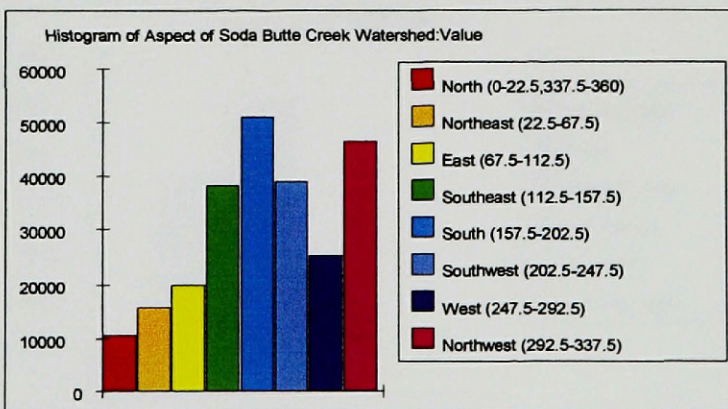 Histogram of Aspect of Soda Butte Creek Watershed:Value
60000
50000
40000
30000
20000
10000
0
North (0-22.5,337.5-360)
Northeast (22.5-67.5)
East (67.5-112.5)
Southeast (112.5-157.5)
South (157.5-202.5)
Southwest (202.5-247.5)
West (247.5-292.5)
Northwest (292.5-337.5)